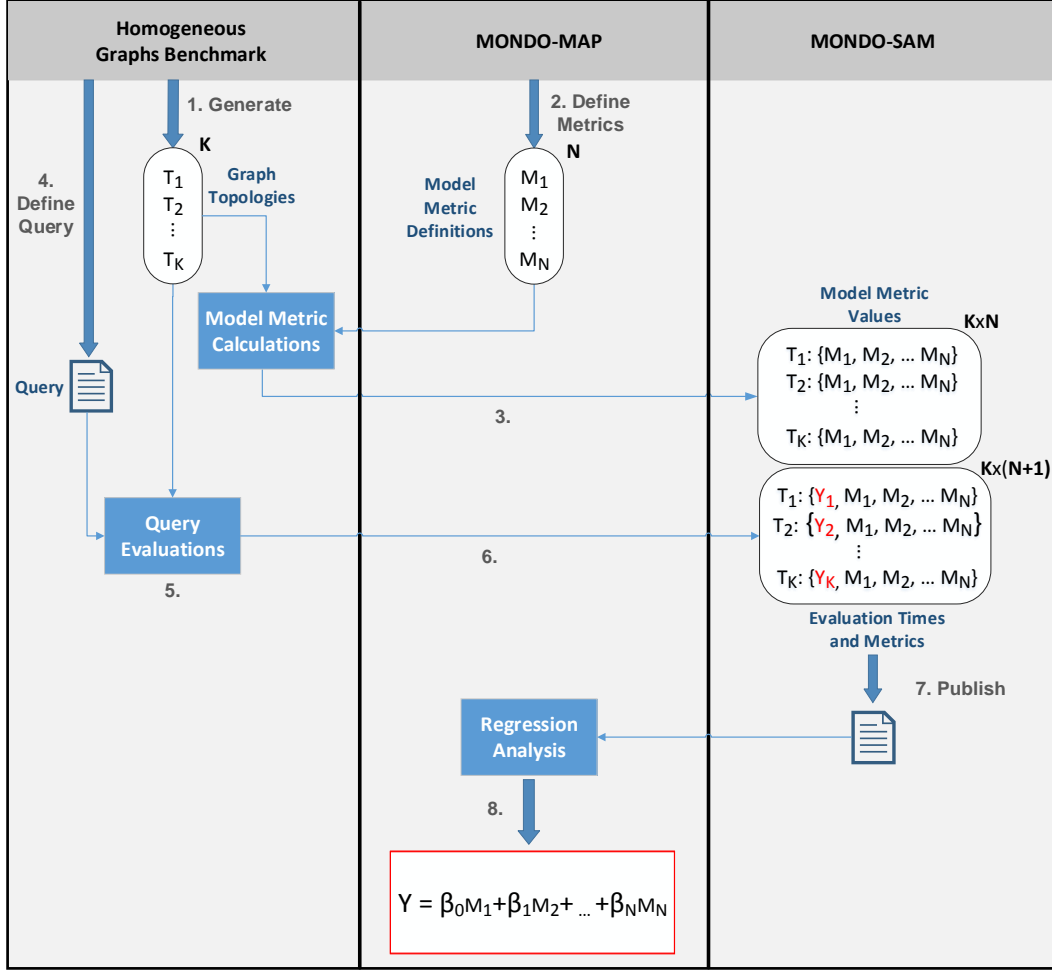 Homogeneous
Graphs Benchmark
MONDO-MAP
MONDO-SAM
1. Generate
2. Define
Metrics
K
N
4.
Define
Query
T1
T2
⋮
TK
Graph
Topologies
Model
Metric
Definitions
M1
M2
⋮
MN
Model Metric
Calculations
Model Metric
Values
KxN
T1: {M1, M2, ... MN}
T2: {M1, M2, ... MN}
⋮
TK: {M1, M2, ... MN}
Query
3.
Kx(N+1)
T1: {Y1, M1, M2, ... MN}
T2: {Y2, M1, M2, ... MN}
⋮
TK: {YK, M1, M2, ... MN}
Query
Evaluations
5.
6.
Evaluation Times
and Metrics
7. Publish
Regression
Analysis
8.
Y = β0M1+β1M2+ ... +βNMN